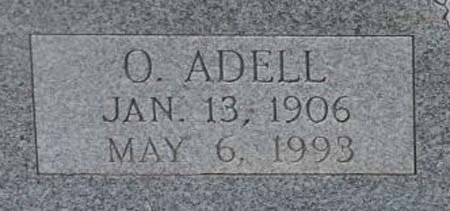 O. ADELL
JAN. 13, 1906
MAY 6, 1993